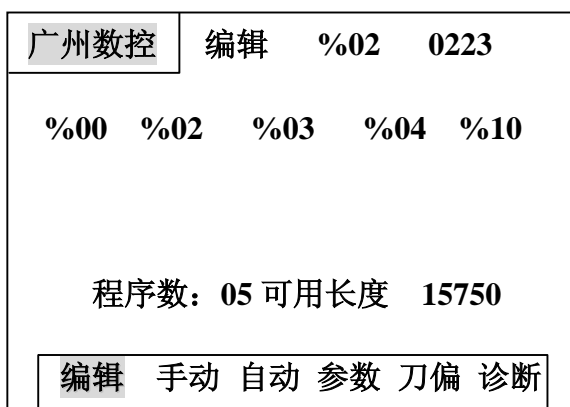 广州数控 编辑 %02 0223
%00 %02 %03 %04 %10
程序数：05 可用长度 15750
编辑 手动 自动 参数 刀偏 诊断